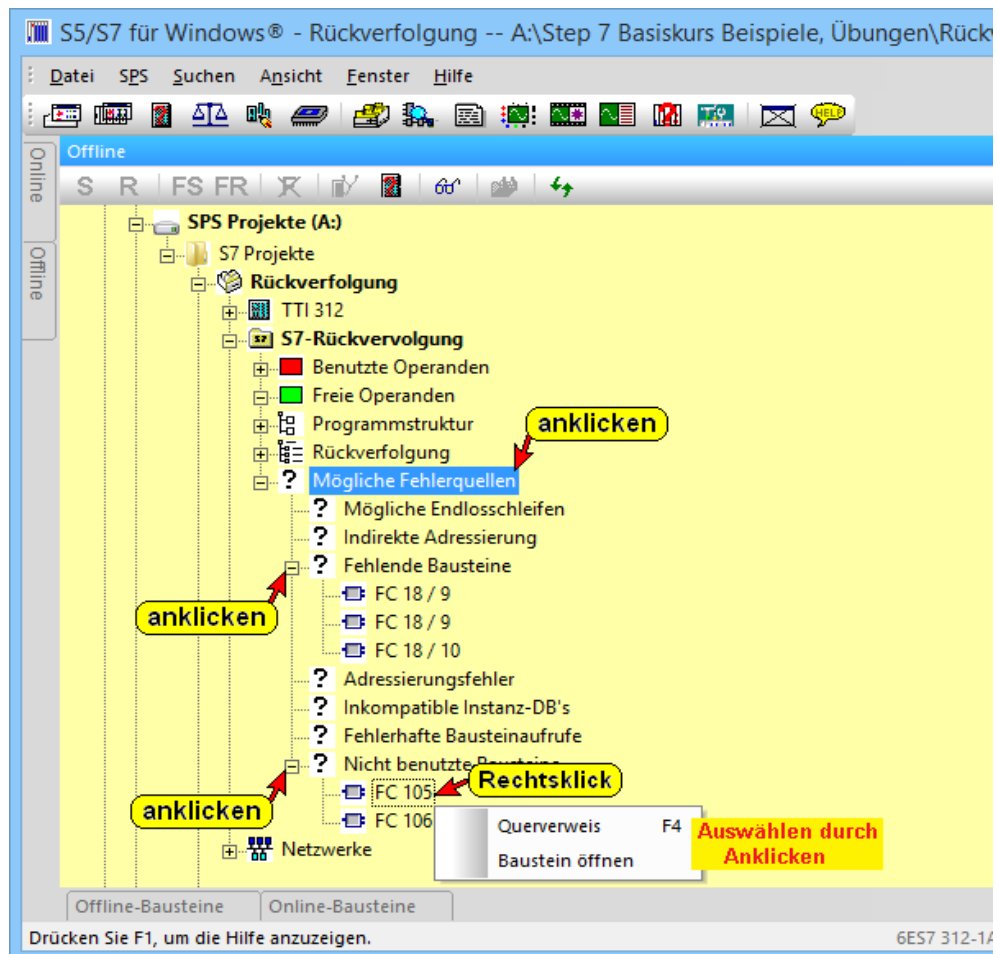 S5/S7 für Windows® - Rückverfolgung -- A:\Step 7 Basiskurs Beispiele, Übungen\Rückv
Datei SPS Suchen Ansicht Fenster Hilfe
HELP
Online
Offline
Offline
S R FS FR
SPS Projekte (A:)
S7 Projekte
Rückverfolgung
TTI 312
S7-Rückvervolgung
Benutzte Operanden
Freie Operanden
Programmstruktur
anklicken
Rückverfolgung
Mögliche Fehlerquellen
Mögliche Endlosschleifen
Indirekte Adressierung
Fehlende Bausteine
FC 18 / 9
anklicken
FC 18 / 9
FC 18 / 10
Adressierungsfehler
Inkompatible Instanz-DB's
Fehlerhafte Bausteinaufrufe
Nicht benutzte Bausteine
Rechtsklick
FC 105
anklicken
FC 106
Querverweis F4
Baustein öffnen
Auswählen durch
Anklicken
Netzwerke
Offline-Bausteine Online-Bausteine
Drücken Sie F1, um die Hilfe anzuzeigen. 6ES7 312-1A